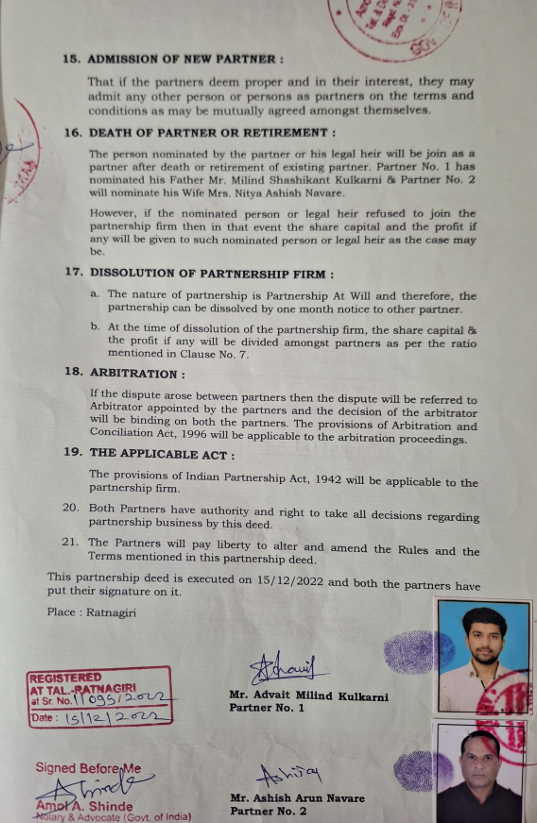 15. ADMISSION OF NEW PARTNER :
That if the partners deem proper and in their interest, they may
admit any other person or persons as partners on the terms and
conditions as may be mutually agreed amongst themselves.
16. DEATH OF PARTNER OR RETIREMENT :
The person nominated by the partner or his legal heir will be join as a
partner after death or retirement of existing partner. Partner No. 1 has
nominated his Father Mr. Milind Shashikant Kulkarni & Partner No. 2
will nominate his Wife Mrs. Nitya Ashish Navare.
However, if the nominated person or legal heir refused to join the
partnership firm then in that event the share capital and the profit if
any will be given to such nominated person or legal heir as the case may
be.
17. DISSOLUTION OF PARTNERSHIP FIRM :
a. The nature of partnership is Partnership At Will and therefore, the
partnership can be dissolved by one month notice to other partner.
b. At the time of dissolution of the partnership firm, the share capital &
the profit if any will be divided amongst partners as per the ratio
mentioned in Clause No. 7.
18. ARBITRATION :
If the dispute arose between partners then the dispute will be referred to
Arbitrator appointed by the partners and the decision of the arbitrator
will be binding on both the partners. The provisions of Arbitration and
Conciliation Act, 1996 will be applicable to the arbitration proceedings.
19. THE APPLICABLE ACT :
The provisions of Indian Partnership Act, 1942 will be applicable to the
partnership firm.
20. Both Partners have authority and right to take all decisions regarding
partnership business by this deed.
21. The Partners will pay liberty to alter and amend the Rules and the
Terms mentioned in this partnership deed.
This partnership deed is executed on 15/12/2022 and both the partners have
put their signature on it.
Place : Ratnagiri
REGISTERED
AT TAL.-RATNAGIRI
at Sr. No. 11095/2022
Date : 15/12/2022
Mr. Advait Milind Kulkarni
Partner No. 1
Signed Before Me
Shinde
Amol A. Shinde
Notary & Advocate (Govt. of India)
Ashish
Mr. Ashish Arun Navare
Partner No. 2